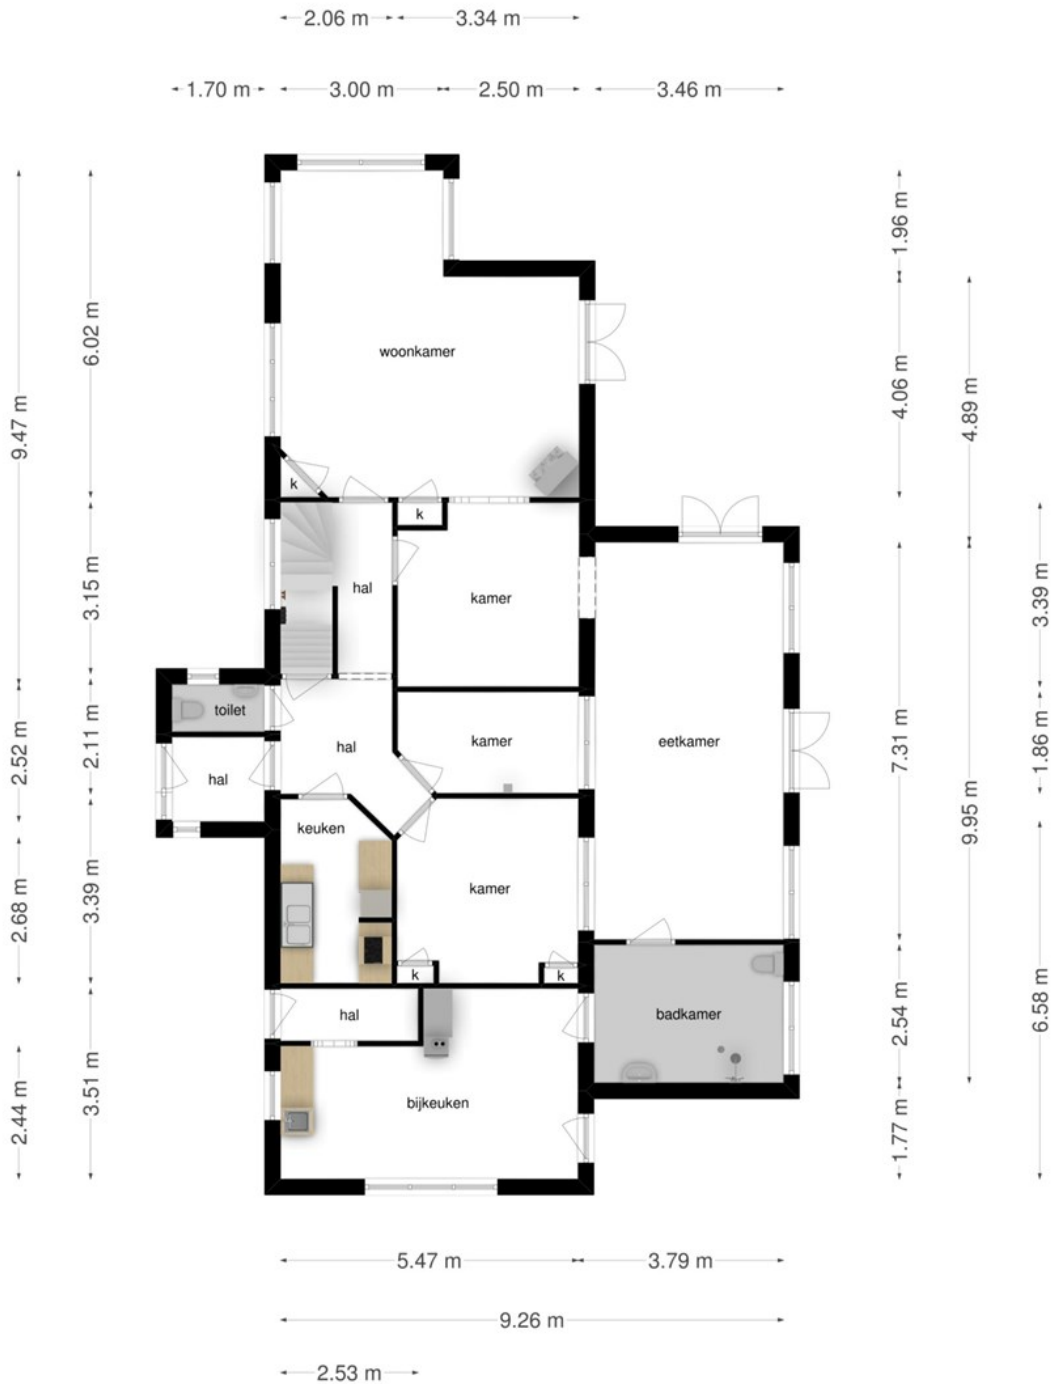 2.06 m 3.34 m
1.70 m 3.00 m 2.50 m 3.46 m
9.47 m
2.52 m
2.68 m
2.44 m
6.02 m
3.15 m
2.11 m
3.39 m
3.51 m
woonkamer
k
k
hal
kamer
toilet
hal
kamer
eetkamer
hal
keuken
kamer
k
k
hal
badkamer
bijkeuken
1.96 m
4.06 m
7.31 m
2.54 m
1.77 m
4.89 m
9.95 m
3.39 m
1.86 m
6.58 m
5.47 m 3.79 m
9.26 m
2.53 m